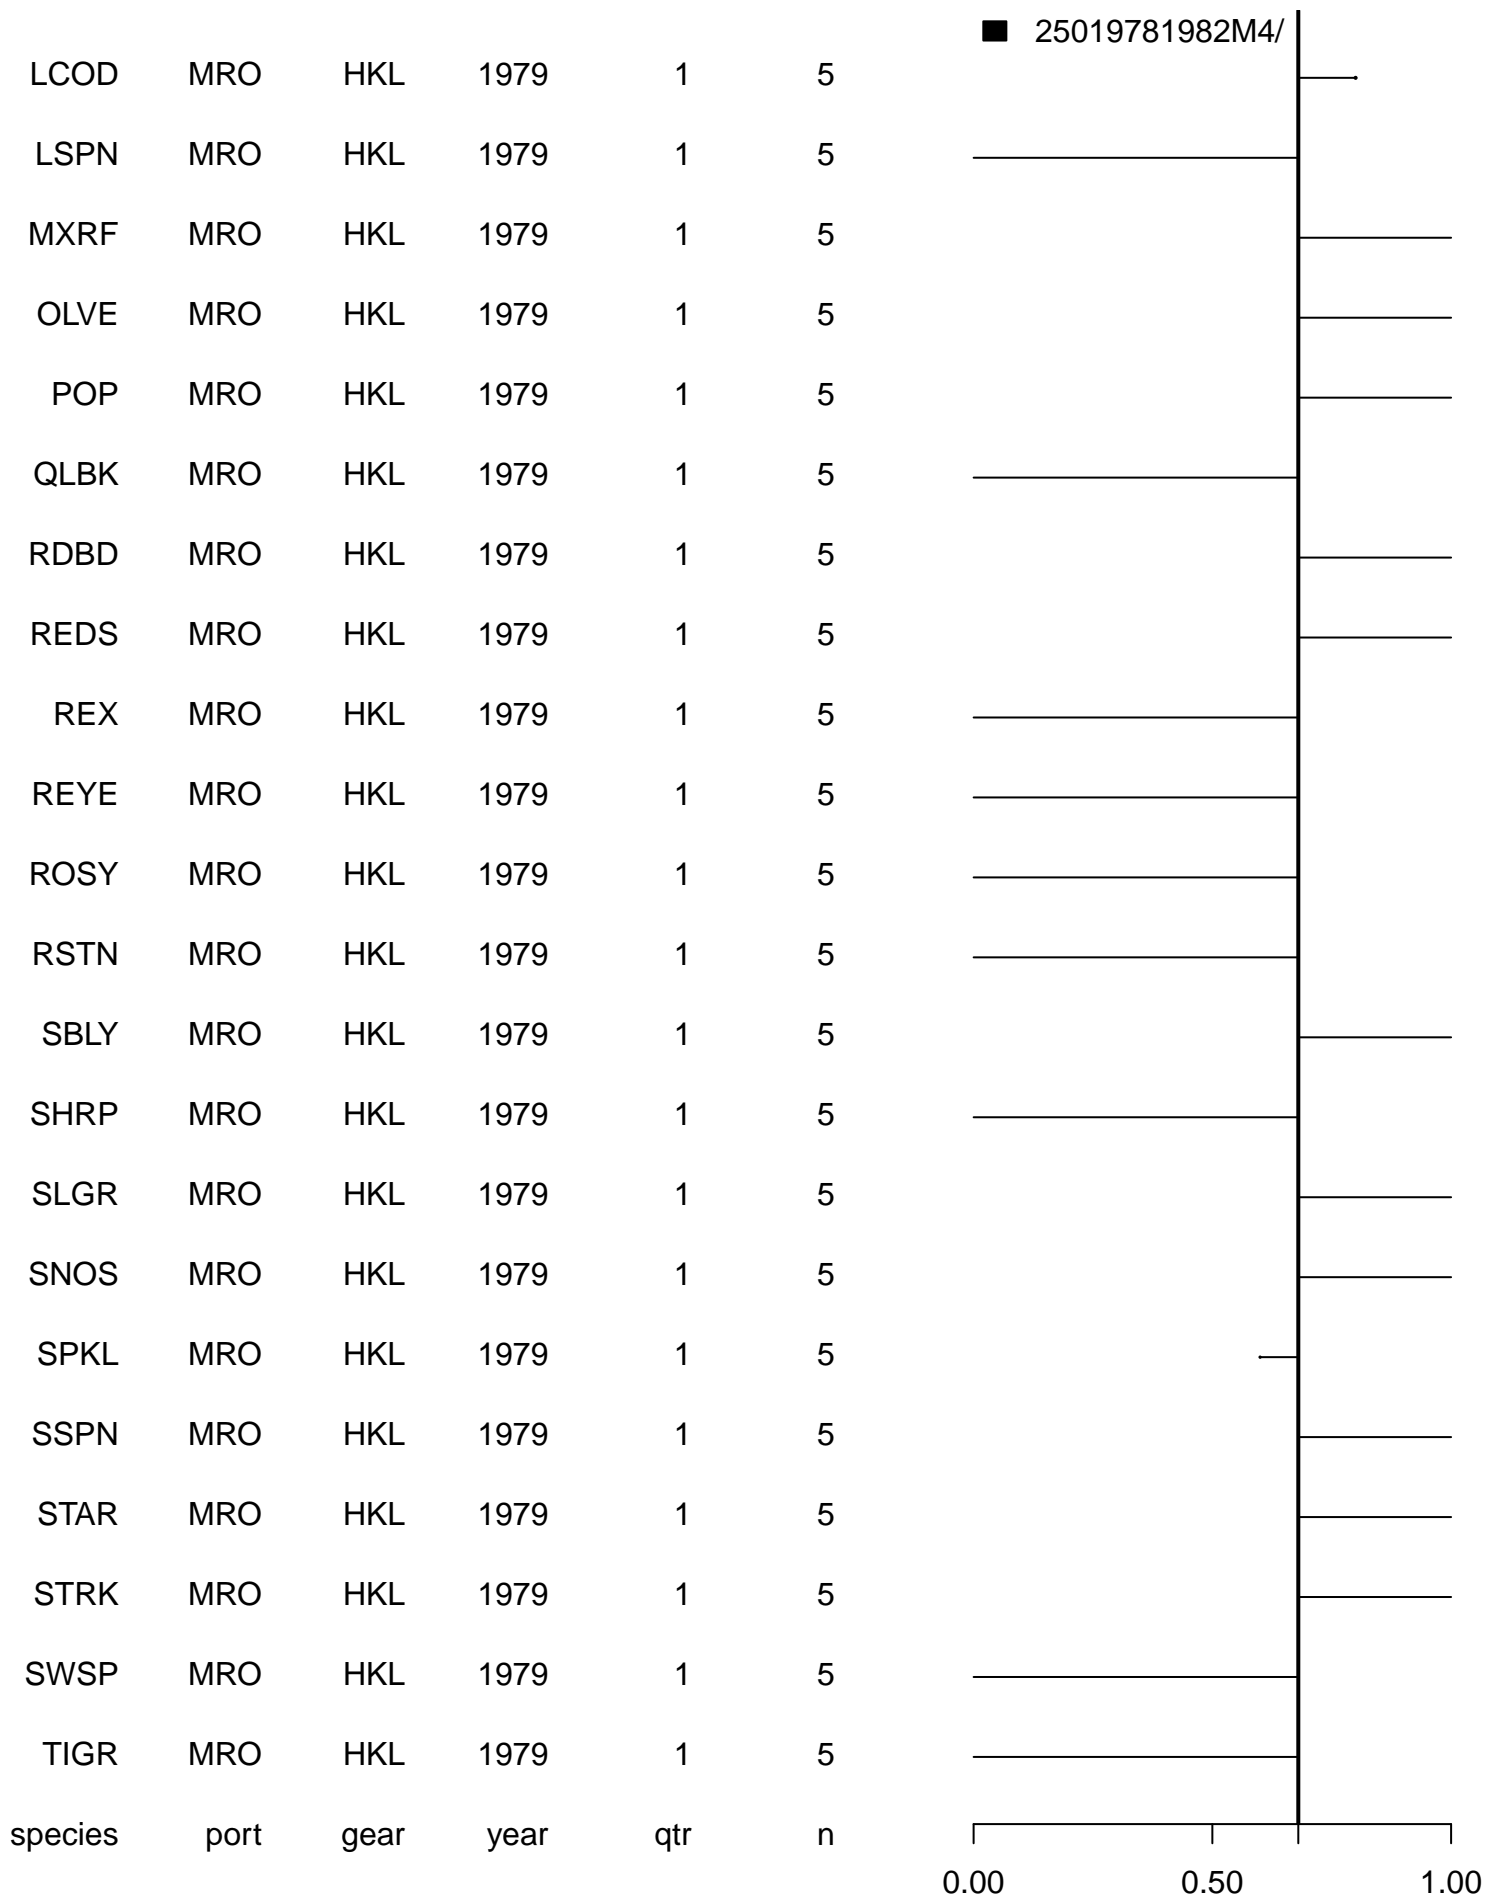 25019781982M4/
LCOD MRO HKL 1979 1 5
LSPN MRO HKL 1979 1 5
MXRF MRO HKL 1979 1 5
OLVE MRO HKL 1979 1 5
POP MRO HKL 1979 1 5
QLBK MRO HKL 1979 1 5
RDBD MRO HKL 1979 1 5
REDS MRO HKL 1979 1 5
REX MRO HKL 1979 1 5
REYE MRO HKL 1979 1 5
ROSY MRO HKL 1979 1 5
RSTN MRO HKL 1979 1 5
SBLY MRO HKL 1979 1 5
SHRP MRO HKL 1979 1 5
SLGR MRO HKL 1979 1 5
SNOS MRO HKL 1979 1 5
SPKL MRO HKL 1979 1 5
SSPN MRO HKL 1979 1 5
STAR MRO HKL 1979 1 5
STRK MRO HKL 1979 1 5
SWSP MRO HKL 1979 1 5
TIGR MRO HKL 1979 1 5
species port gear year qtr n
0.00 0.50 1.00